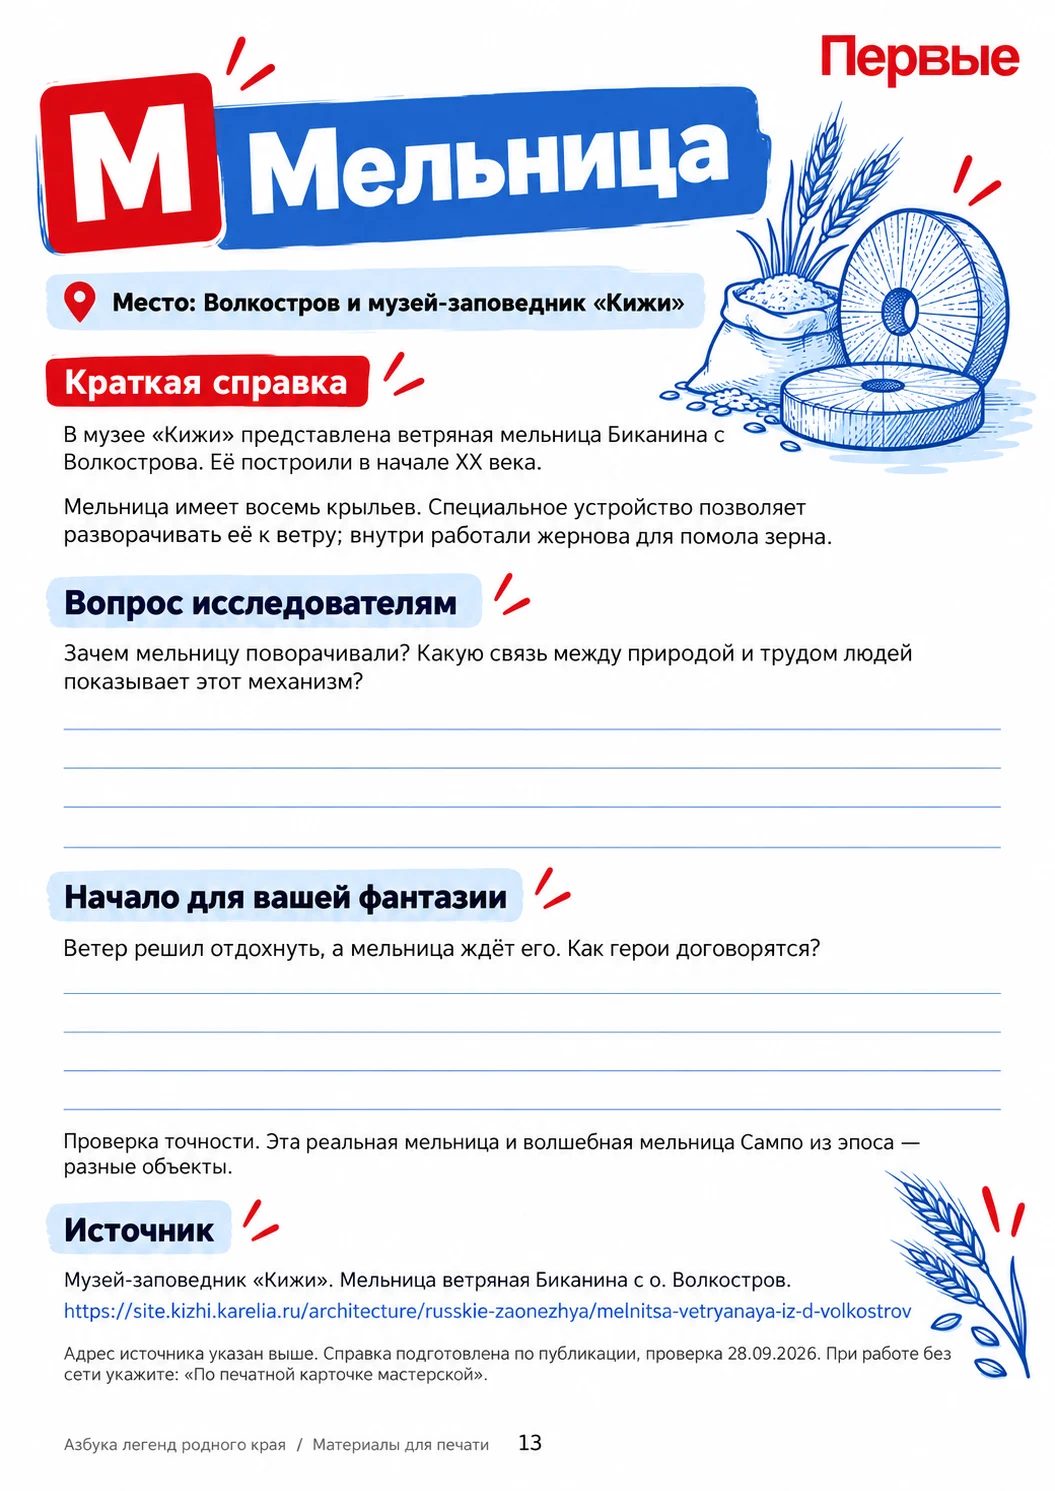 Первые
М Мельница
Место: Волкостров и музей-заповедник «Кижи»
Краткая справка
В музее «Кижи» представлена ветряная мельница Биканина с
Волкострова. Её построили в начале XX века.
Мельница имеет восемь крыльев. Специальное устройство позволяет
разворачивать её к ветру; внутри работали жернова для помола зерна.
Вопрос исследователям
Зачем мельницу поворачивали? Какую связь между природой и трудом людей
показывает этот механизм?
Начало для вашей фантазии
Ветер решил отдохнуть, а мельница ждёт его. Как герои договорятся?
Проверка точности. Эта реальная мельница и волшебная мельница Сампо из эпоса —
разные объекты.
Источник
Музей-заповедник «Кижи». Мельница ветряная Биканина с о. Волкостров.
https://site.kizhi.karelia.ru/architecture/russkie-zaonezhya/melnitsa-vetryanaya-iz-d-volkostrov
Адрес источника указан выше. Справка подготовлена по публикации, проверка 28.09.2026. При работе без
сети укажите: «По печатной карточке мастерской».
Азбука легенд родного края / Материалы для печати 13